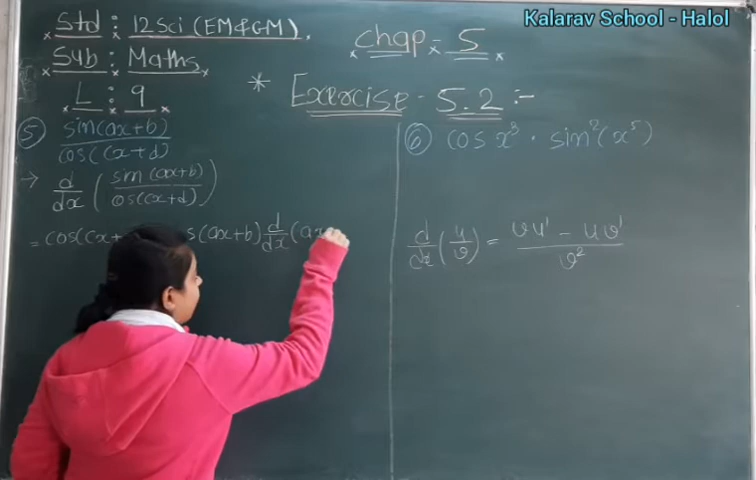 Kalarav School - Halol
Std : 12 Sci (EM&GM).
Sub : Maths
L : 9
chap - 5
* Exercise - 5.2 :-
⑤ sin(ax+b)
cos(cx+d)
→ d/dx ( sin(ax+b) / cos(cx+d) )
= cos(cx+ s(ax+b) d/dx (ax
⑥ cos x³ · sin²(x⁵)
d/dx (u/v) = vu' - uv' / v²